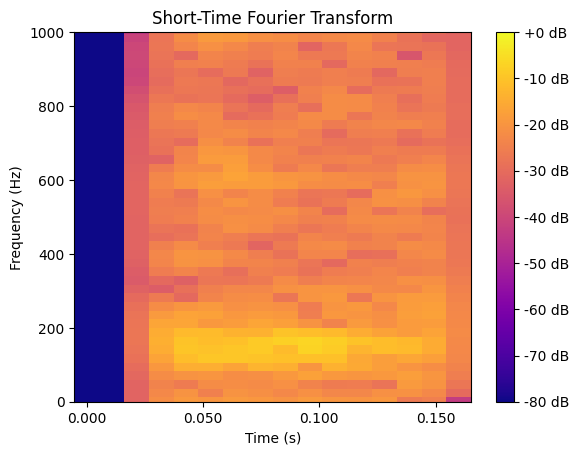 Short-Time Fourier Transform
Frequency (Hz)
1000
800
600
400
200
0
0.000
0.050
0.100
0.150
Time (s)
+0 dB
-10 dB
-20 dB
-30 dB
-40 dB
-50 dB
-60 dB
-70 dB
-80 dB